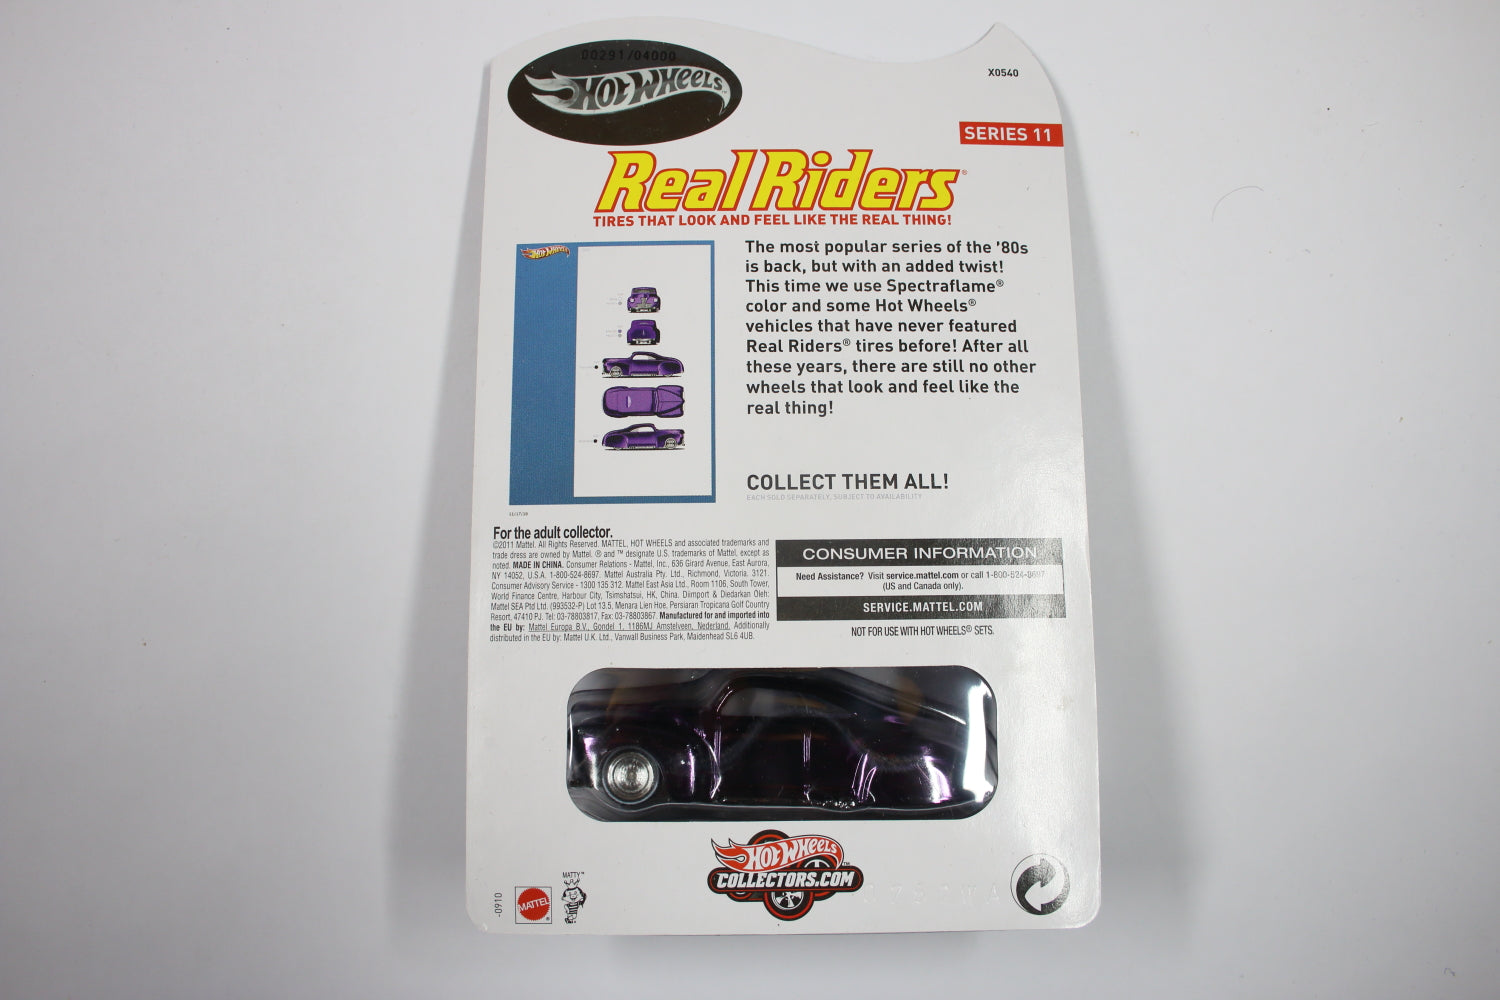 00291/04000
HOT WHEELS
X0540
SERIES 11
Real Riders®
TIRES THAT LOOK AND FEEL LIKE THE REAL THING!
HOT WHEELS
The most popular series of the '80s
is back, but with an added twist!
This time we use Spectraflame®
color and some Hot Wheels®
vehicles that have never featured
Real Riders® tires before! After all
these years, there are still no other
wheels that look and feel like the
real thing!
COLLECT THEM ALL!
EACH SOLD SEPARATELY, SUBJECT TO AVAILABILITY
11/17/10
For the adult collector.
©2011 Mattel. All Rights Reserved. MATTEL, HOT WHEELS and associated trademarks and
trade dress are owned by Mattel. ® and ™ designate U.S. trademarks of Mattel, except as
noted. MADE IN CHINA. Consumer Relations - Mattel, Inc., 636 Girard Avenue, East Aurora,
NY 14052, U.S.A. 1-800-524-8697. Mattel Australia Pty. Ltd., Richmond, Victoria. 3121.
Consumer Advisory Service - 1300 135 312. Mattel East Asia Ltd., Room 1106, South Tower,
World Finance Centre, Harbour City, Tsimshatsui, HK, China. Diimport & Diedarkan Oleh:
Mattel SEA Ptd Ltd. (993532-P) Lot 13.5, Menara Lien Hoe, Persiaran Tropicana Golf Country
Resort, 47410 PJ. Tel: 03-78803817, Fax: 03-78803867. Manufactured for and imported into
the EU by: Mattel Europa B.V., Gondel 1, 1186MJ Amstelveen, Nederland. Additionally
distributed in the EU by: Mattel U.K. Ltd., Vanwall Business Park, Maidenhead SL6 4UB.
CONSUMER INFORMATION
Need Assistance? Visit service.mattel.com or call 1-800-524-8697
(US and Canada only).
SERVICE.MATTEL.COM
NOT FOR USE WITH HOT WHEELS® SETS.
HOT WHEELS™
COLLECTORS.COM
-0910
MATTEL®
MATTY™